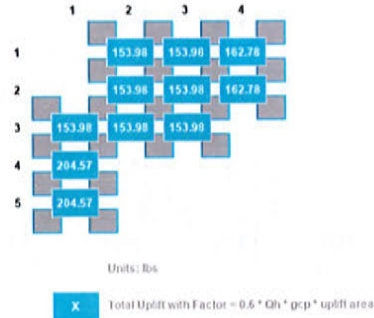 1 2 3 4
1 153.98 153.98 162.78
2 153.98 153.98 162.78
3 153.98 153.98 153.98
4 204.57
5 204.57
Units: lbs
X Total Uplift with Factor = 0.6 * Qh * gcp * uplift area